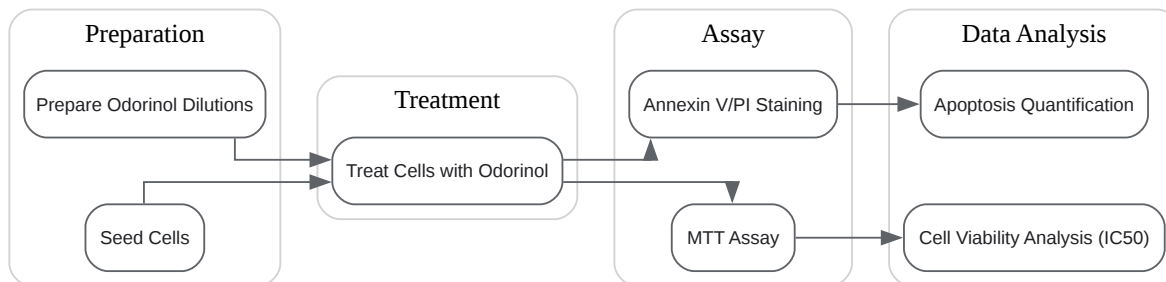 Preparation
Prepare Odorinol Dilutions
Seed Cells
Treatment
Treat Cells with Odorinol
Assay
Annexin V/PI Staining
MTT Assay
Data Analysis
Apoptosis Quantification
Cell Viability Analysis (IC50)